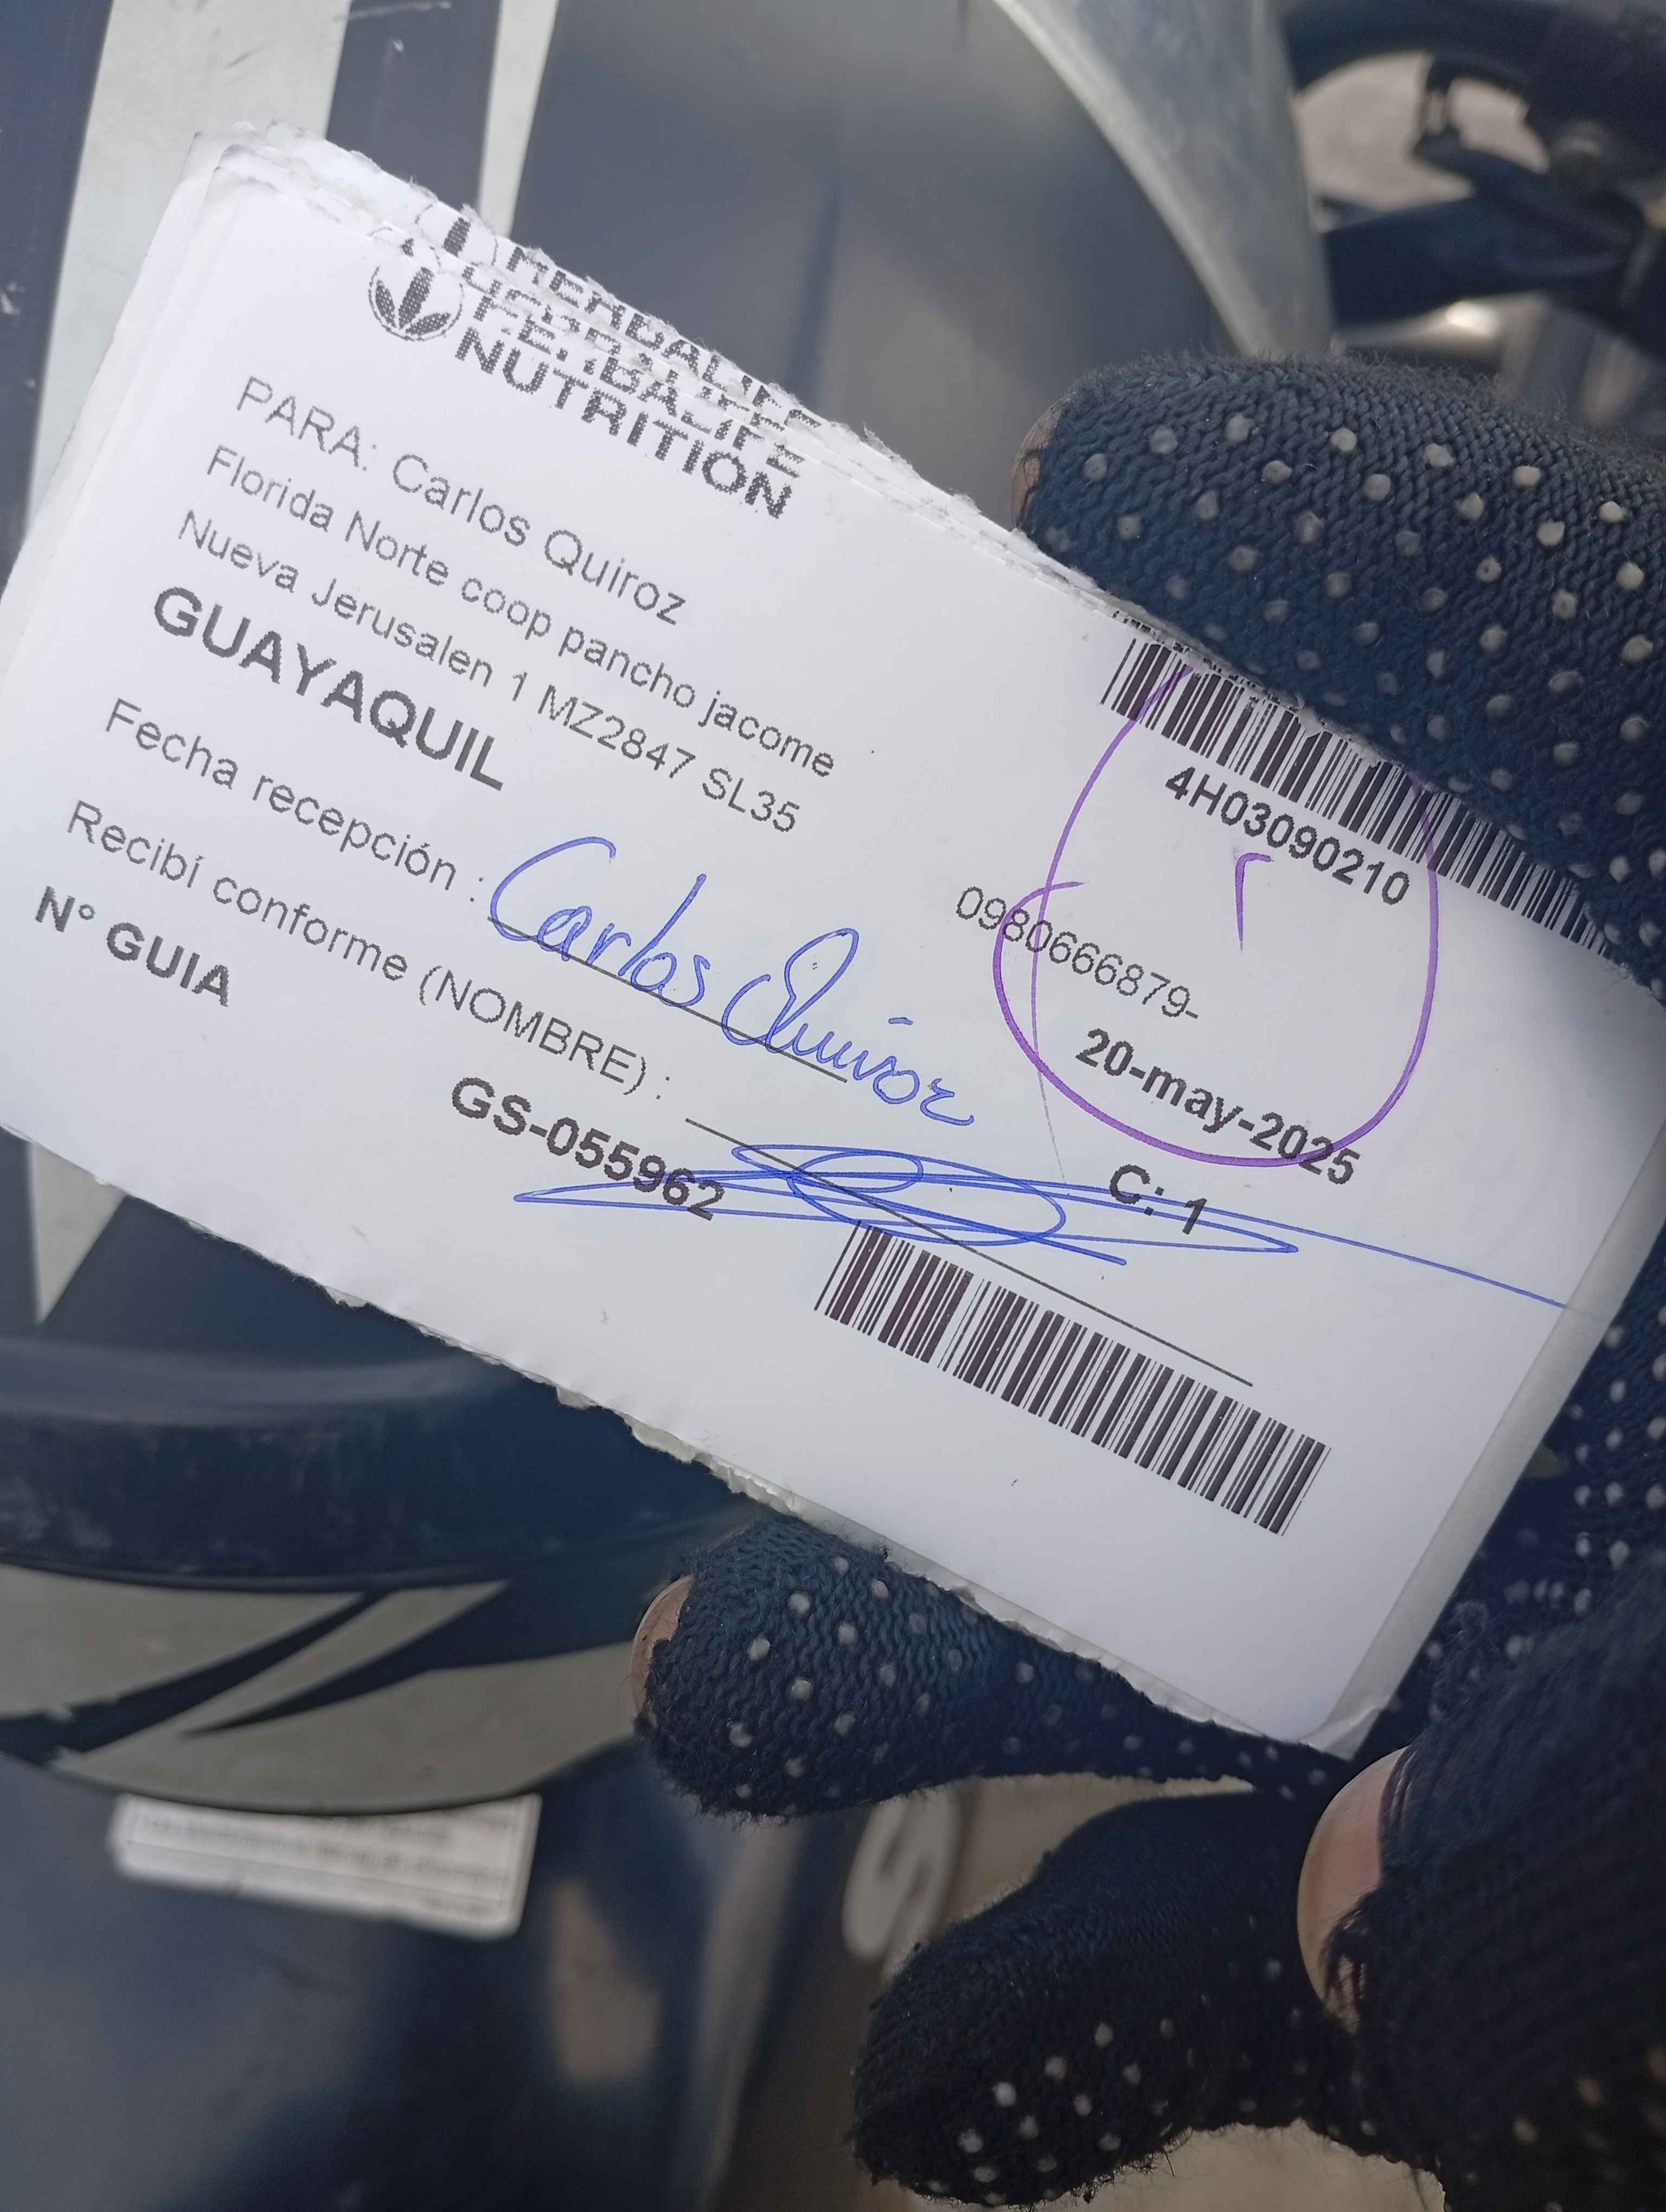 HERBALIFE
NUTRITION
PARA: Carlos Quiroz
Florida Norte coop pancho jacome
Nueva Jerusalen 1 MZ2847 SL35
GUAYAQUIL
4H03090210
0980666879-
20-may-2025
C: 1
Fecha recepción : Carlos Quiroz
Recibí conforme (NOMBRE) :
N° GUIA
GS-055962